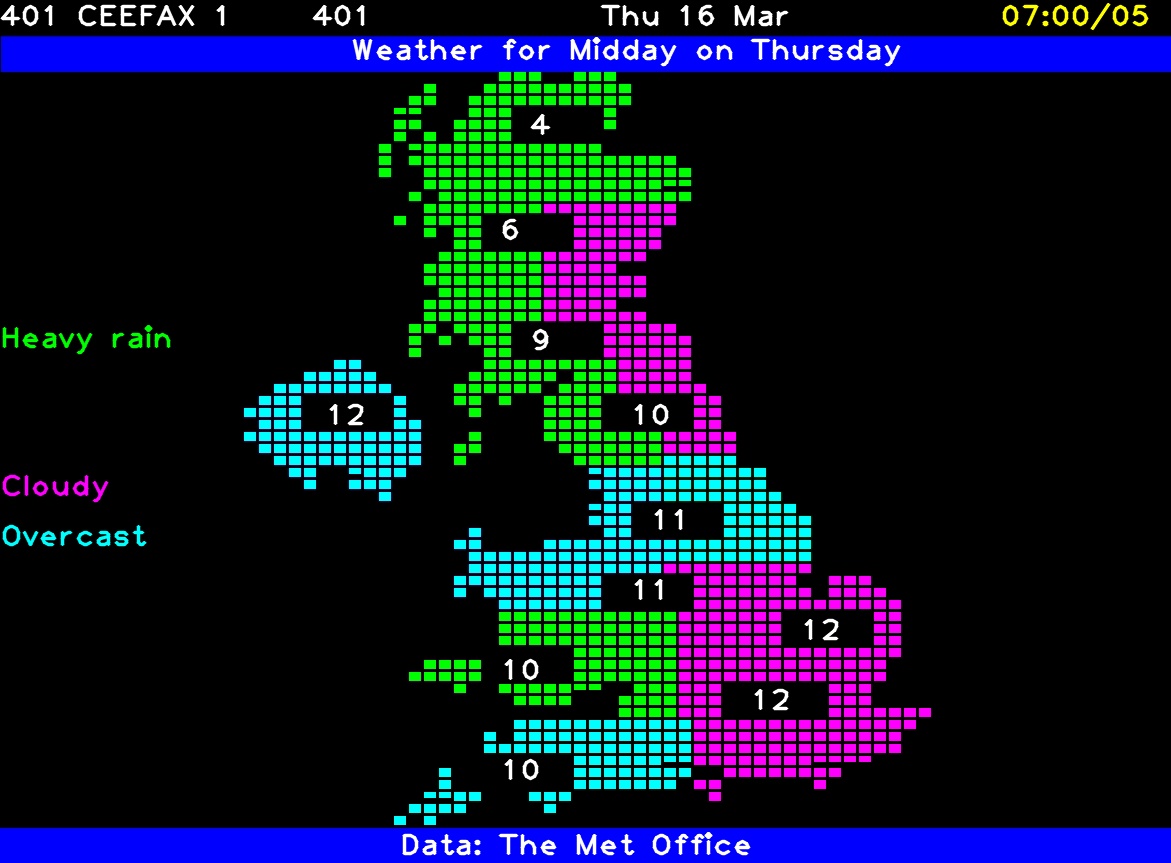 401 CEEFAX 1 401 Thu 16 Mar 07:00/05
Weather for Midday on Thursday
4
6
Heavy rain
9
12
10
Cloudy
11
Overcast
11
12
10
12
10
Data: The Met Office